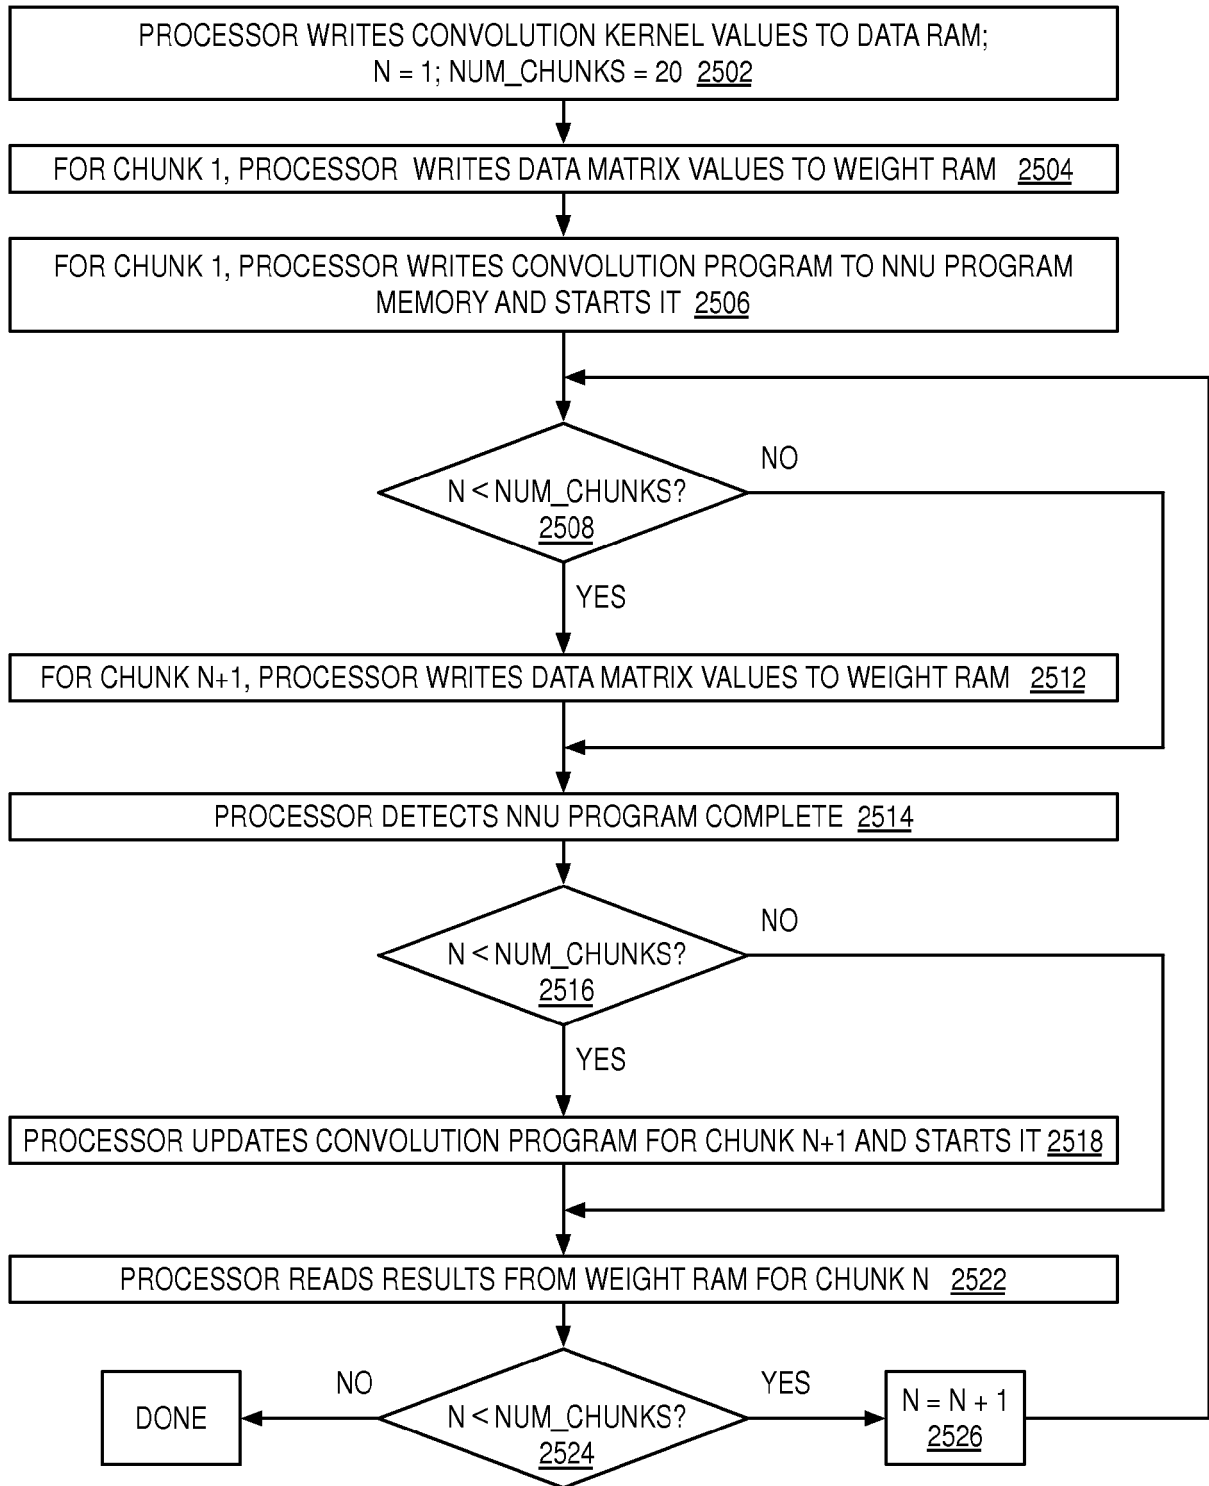 PROCESSOR WRITES CONVOLUTION KERNEL VALUES TO DATA RAM;
N = 1; NUM_CHUNKS = 20 2502
FOR CHUNK 1, PROCESSOR WRITES DATA MATRIX VALUES TO WEIGHT RAM 2504
FOR CHUNK 1, PROCESSOR WRITES CONVOLUTION PROGRAM TO NNU PROGRAM
MEMORY AND STARTS IT 2506
NO
N < NUM_CHUNKS?
2508
YES
FOR CHUNK N+1, PROCESSOR WRITES DATA MATRIX VALUES TO WEIGHT RAM 2512
PROCESSOR DETECTS NNU PROGRAM COMPLETE 2514
NO
N < NUM_CHUNKS?
2516
YES
PROCESSOR UPDATES CONVOLUTION PROGRAM FOR CHUNK N+1 AND STARTS IT 2518
PROCESSOR READS RESULTS FROM WEIGHT RAM FOR CHUNK N 2522
NO
YES
DONE
N < NUM_CHUNKS?
2524
N = N + 1
2526